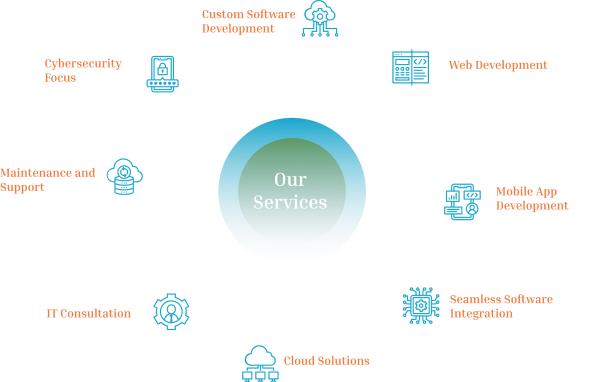 Custom Software
Development
Cybersecurity
Focus
Web Development
Maintenance and
Support
Our
Services
Mobile App
Development
IT Consultation
Seamless Software
Integration
Cloud Solutions